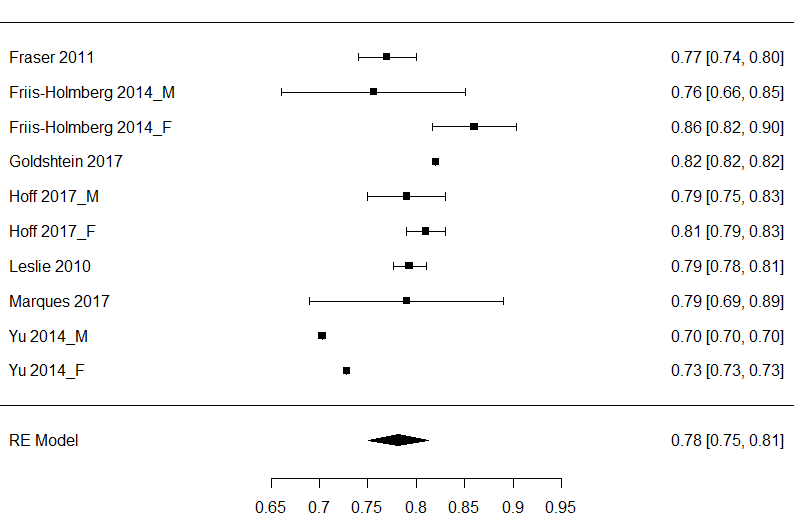 Fraser 2011 0.77 [0.74, 0.80]
Friis-Holmberg 2014_M 0.76 [0.66, 0.85]
Friis-Holmberg 2014_F 0.86 [0.82, 0.90]
Goldshtein 2017 0.82 [0.82, 0.82]
Hoff 2017_M 0.79 [0.75, 0.83]
Hoff 2017_F 0.81 [0.79, 0.83]
Leslie 2010 0.79 [0.78, 0.81]
Marques 2017 0.79 [0.69, 0.89]
Yu 2014_M 0.70 [0.70, 0.70]
Yu 2014_F 0.73 [0.73, 0.73]
RE Model 0.78 [0.75, 0.81]
0.65 0.7 0.75 0.8 0.85 0.9 0.95